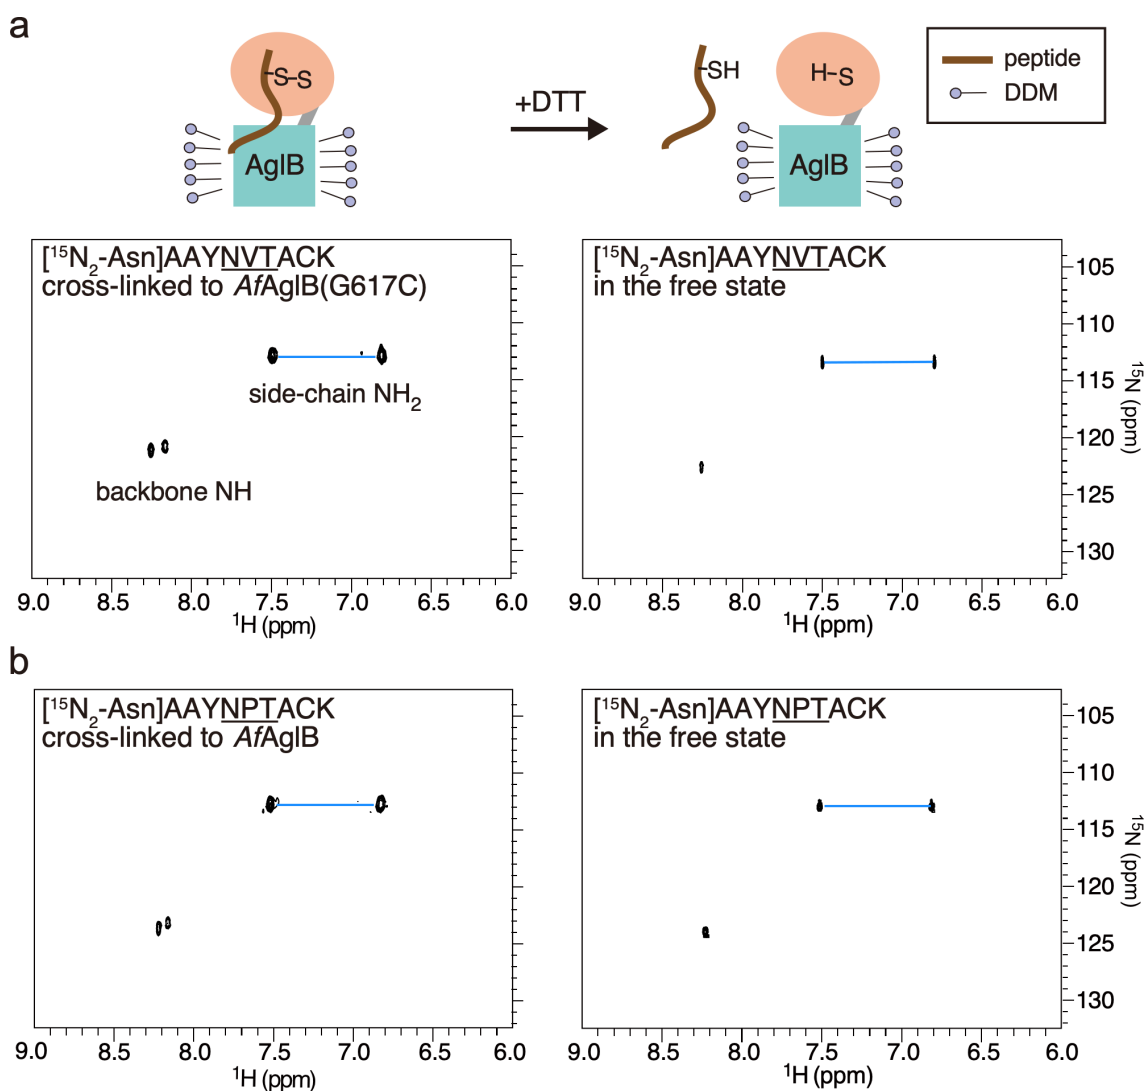 a
-S-S
AglB
+DTT
-SH
H-S
AglB
peptide
DDM
[¹⁵N₂-Asn]AAYNVTACK
cross-linked to AfAglB(G617C)
side-chain NH₂
backbone NH
9.0 8.5 8.0 7.5 7.0 6.5 6.0
¹H (ppm)
[¹⁵N₂-Asn]AAYNVTACK
in the free state
105
110
115
120
125
130
¹⁵N (ppm)
9.0 8.5 8.0 7.5 7.0 6.5 6.0
¹H (ppm)
b
[¹⁵N₂-Asn]AAYNPTACK
cross-linked to AfAglB
9.0 8.5 8.0 7.5 7.0 6.5 6.0
¹H (ppm)
[¹⁵N₂-Asn]AAYNPTACK
in the free state
105
110
115
120
125
130
¹⁵N (ppm)
9.0 8.5 8.0 7.5 7.0 6.5 6.0
¹H (ppm)